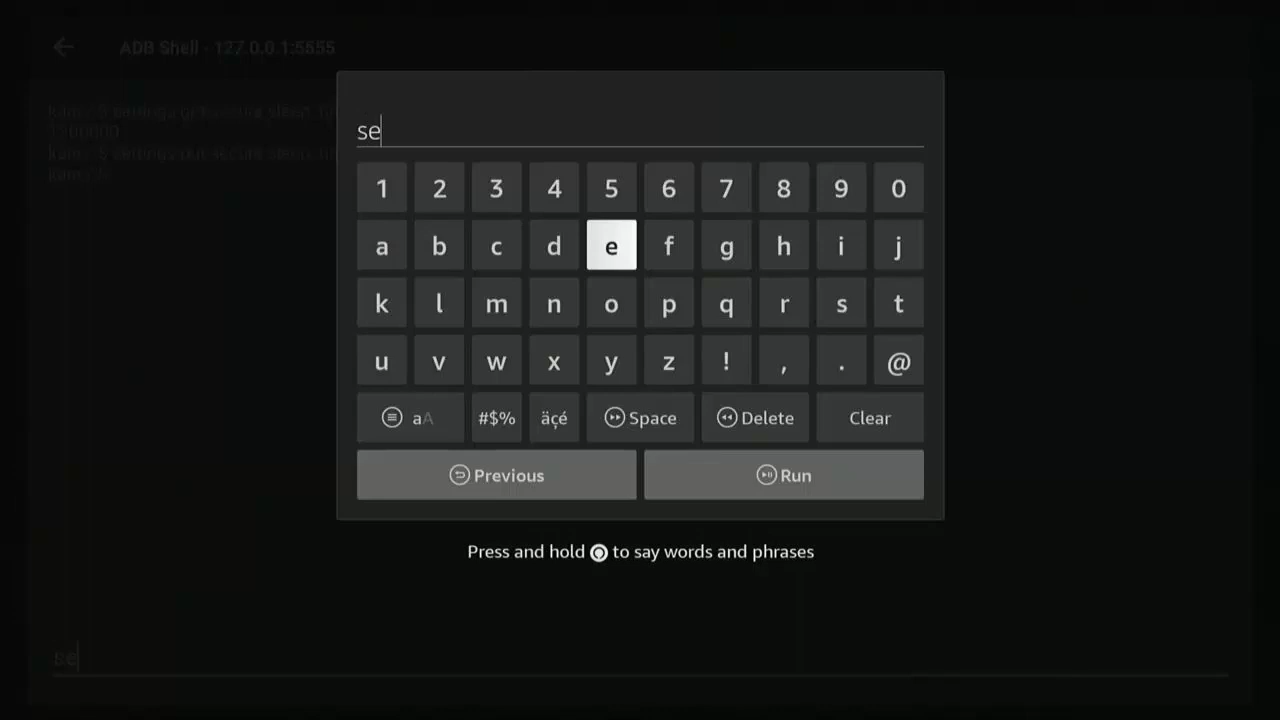 ADB Shell - 127.0.0.1:5555
se
1 2 3 4 5 6 7 8 9 0
a b c d e f g h i j
k l m n o p q r s t
u v w x y z ! , . @
aA #$% äçé Space Delete Clear
Previous Run
Press and hold to say words and phrases
se